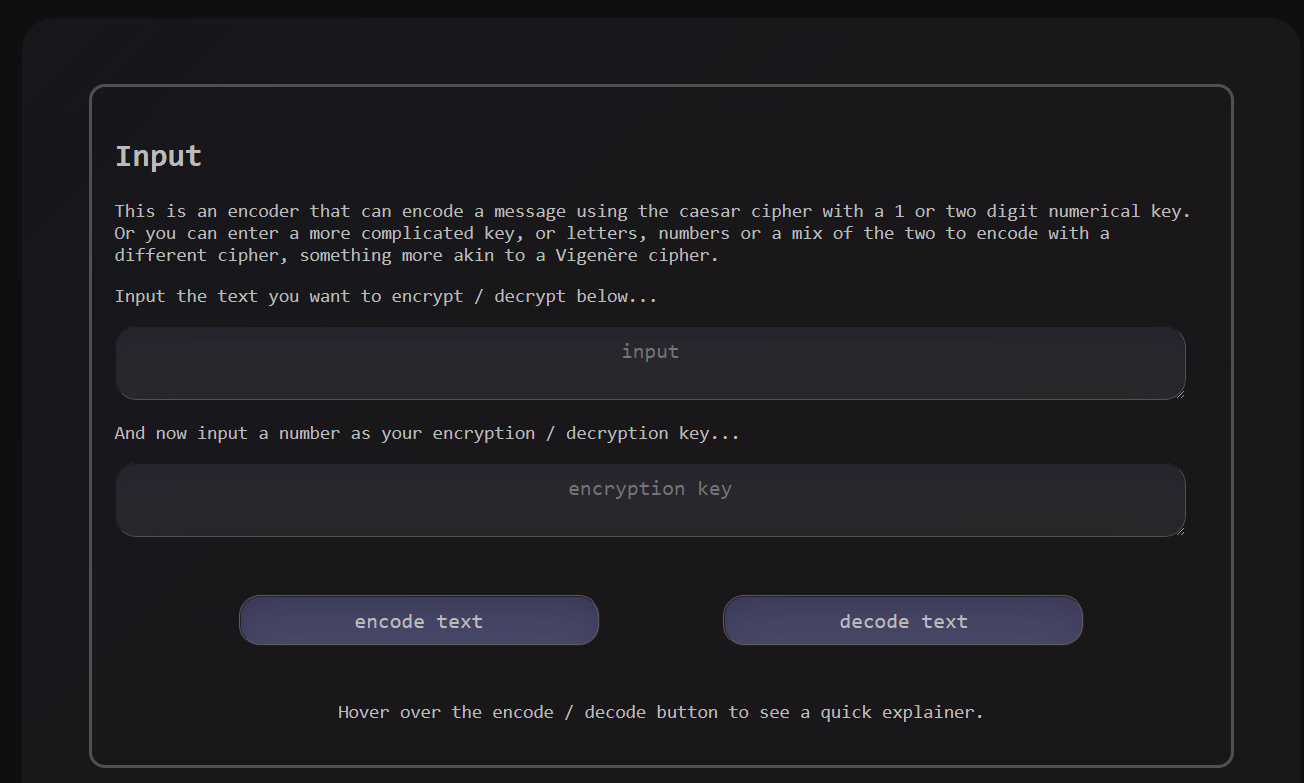 Input
This is an encoder that can encode a message using the caesar cipher with a 1 or two digit numerical key.
Or you can enter a more complicated key, or letters, numbers or a mix of the two to encode with a
different cipher, something more akin to a Vigenère cipher.
Input the text you want to encrypt / decrypt below...
input
And now input a number as your encryption / decryption key...
encryption key
encode text
decode text
Hover over the encode / decode button to see a quick explainer.